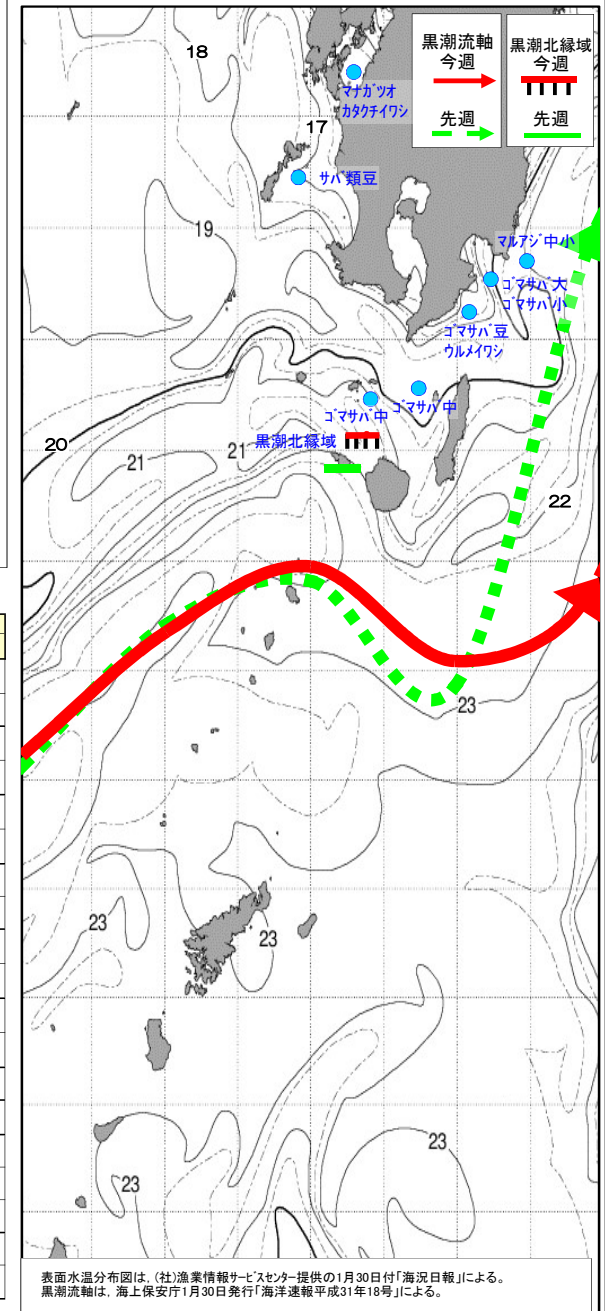 黒潮流軸
今週
先週
黒潮北縁域
今週
先週
18
マナガツオ
カタクチイワシ
17
サバ類豆
19
マルアジ中小
ゴマサバ大
ゴマサバ小
ゴマサバ豆
ウルメイワシ
ゴマサバ中
ゴマサバ中
黒潮北縁域
20
21
21
22
23
23
23
23
23
表面水温分布図は，(社)漁業情報サービスセンター提供の1月30日付「海況日報」による。
黒潮流軸は，海上保安庁1月30日発行「海洋速報平成31年18号」による。